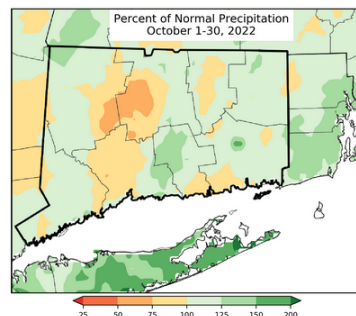 Percent of Normal Precipitation
October 1-30, 2022
25 50 75 100 125 150 200